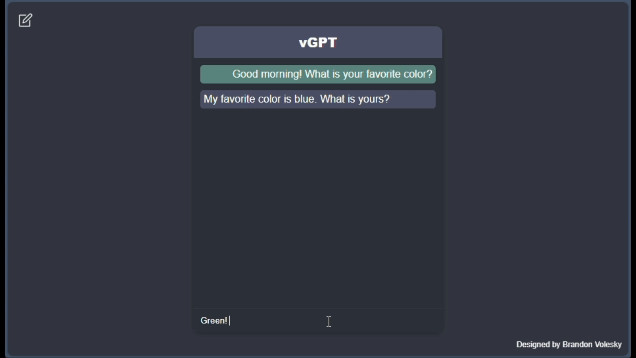 vGPT
Good morning! What is your favorite color?
My favorite color is blue. What is yours?
Green!
Designed by Brandon Volesky